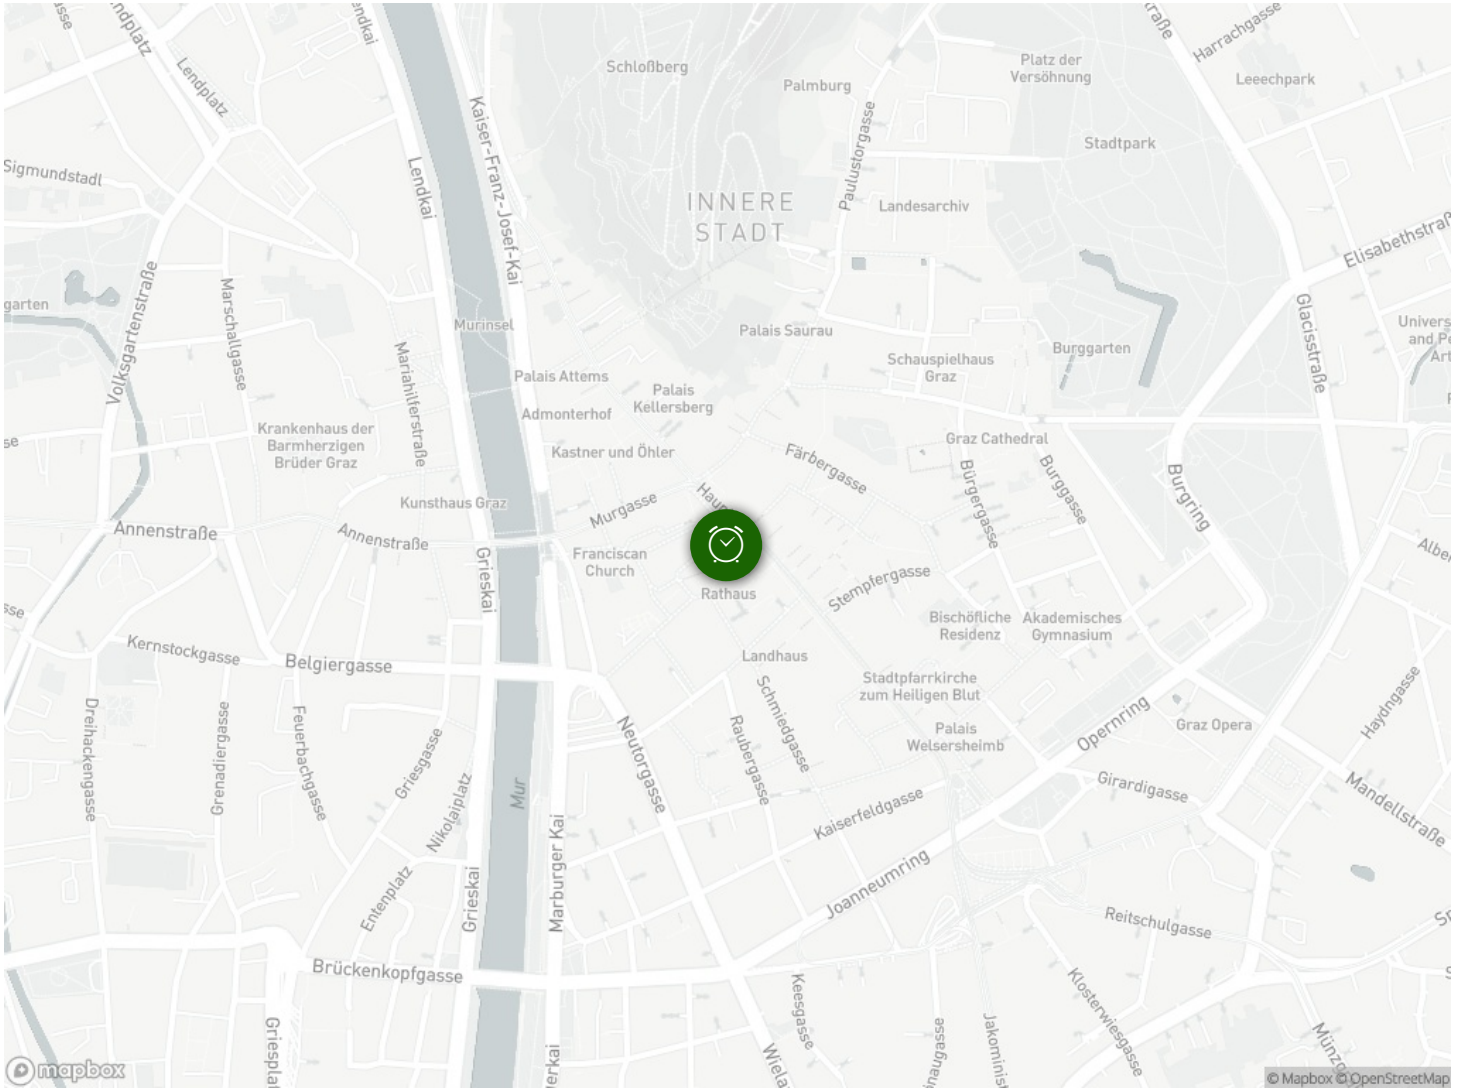 Lendkai
Lendplatz
Lendplatz
Harrachgasse
Schloßberg
Platz der
Versöhnung
Palmburg
Leeechpark
Kaiser-Franz-Josef-Kai
Paulustorgasse
Stadtpark
Sigmundstadl
Lendkai
INNERE
STADT
Landesarchiv
Volksgartenstraße
Marschallgasse
Murinsel
Palais Saurau
Glacisstraße
Mariahilferstraße
Burggarten
Schauspielhaus
Graz
Palais Attems
Palais
Kellersberg
Admonterhof
Krankenhaus der
Barmherzigen
Brüder Graz
Graz Cathedral
Kastner und Öhler
Färbergasse
Bürgergasse
Burggasse
Burgring
Kunsthaus Graz
Murgasse
Annenstraße
Annenstraße
Franciscan
Church
Grieskai
Stempfergasse
Rathaus
Bischöfliche
Residenz
Akademisches
Gymnasium
Kernstockgasse
Belgiergasse
Landhaus
Stadtpfarrkirche
zum Heiligen Blut
Schmiedgasse
Haydngasse
Dreihackengasse
Grenadiergasse
Feuerbachgasse
Griesgasse
Neutorgasse
Raubergasse
Palais
Welsersheimb
Opernring
Graz Opera
Nikolaiplatz
Mur
Girardigasse
Mandellstraße
Kaiserfeldgasse
Marburger Kai
Entenplatz
Grieskai
Joanneumring
Reitschulgasse
Brückenkopfgasse
Keesgasse
Klosterwiesgasse
mapbox
© Mapbox © OpenStreetMap